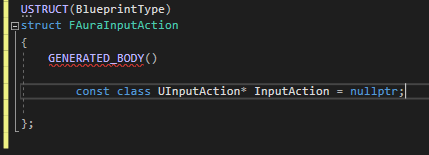 USTRUCT(BlueprintType)
struct FAuraInputAction
{
GENERATED_BODY()
const class UInputAction* InputAction = nullptr;
};